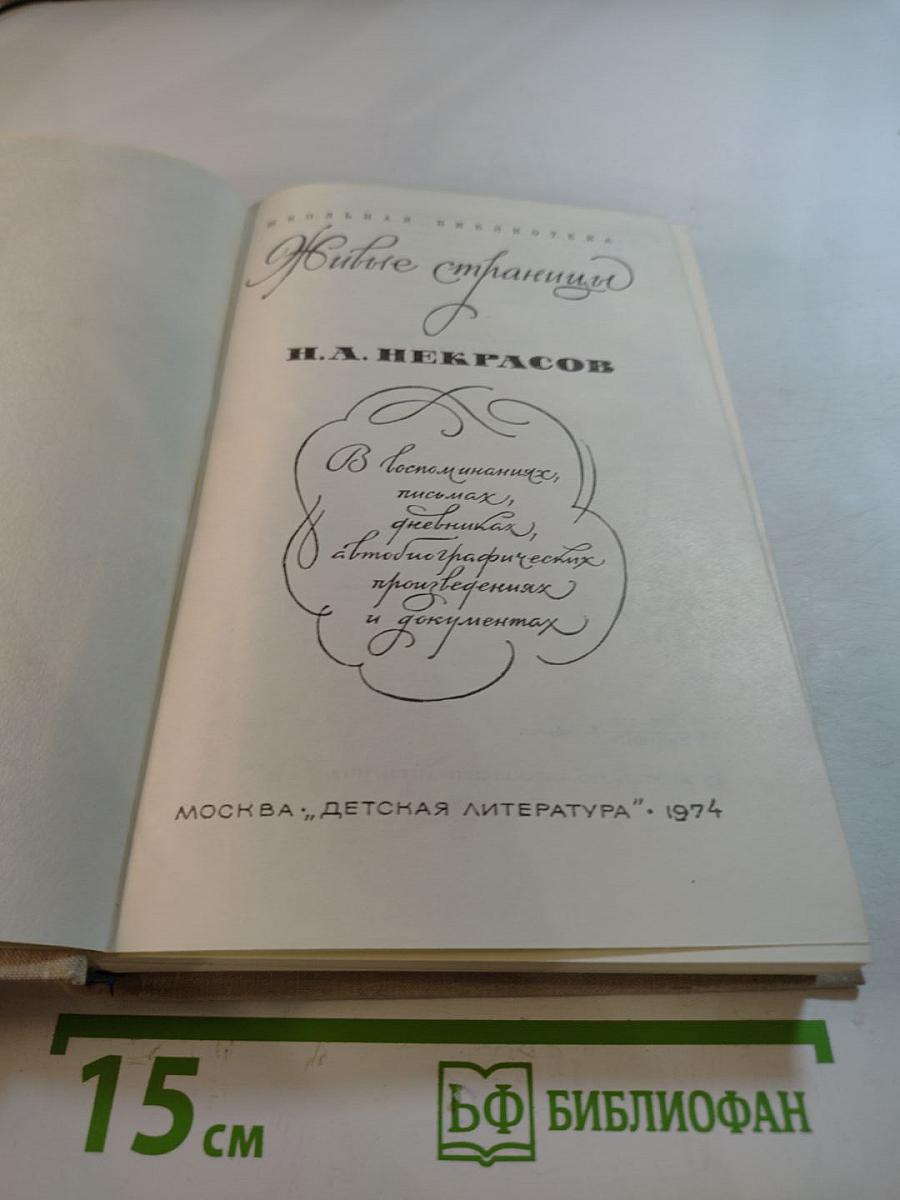 ШКОЛЬНАЯ БИБЛИОТЕКА
Живые страницы
Н. А. НЕКРАСОВ
В воспоминаниях,
письмах,
дневниках,
автобиографических
произведениях
и документах
МОСКВА · „ДЕТСКАЯ ЛИТЕРАТУРА" · 1974
15 см
БФ БИБЛИОФАН